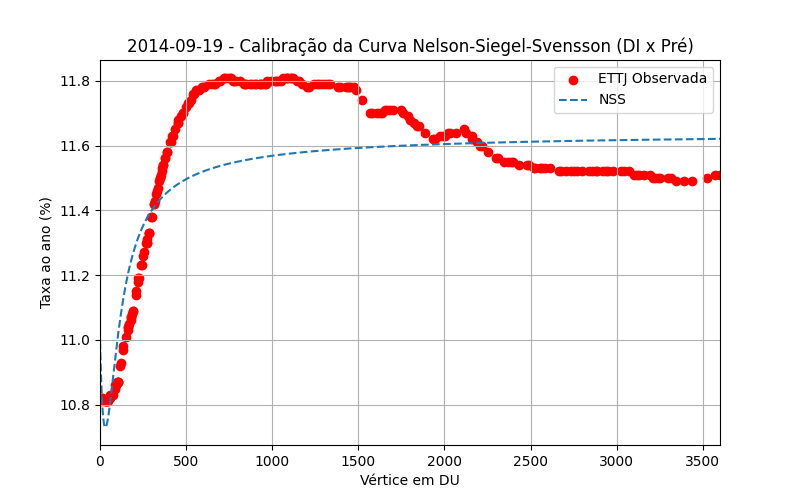 2014-09-19 - Calibração da Curva Nelson-Siegel-Svensson (DI x Pré)
ETTJ Observada
NSS
Taxa ao ano (%)
11.8
11.6
11.4
11.2
11.0
10.8
0 500 1000 1500 2000 2500 3000 3500
Vértice em DU